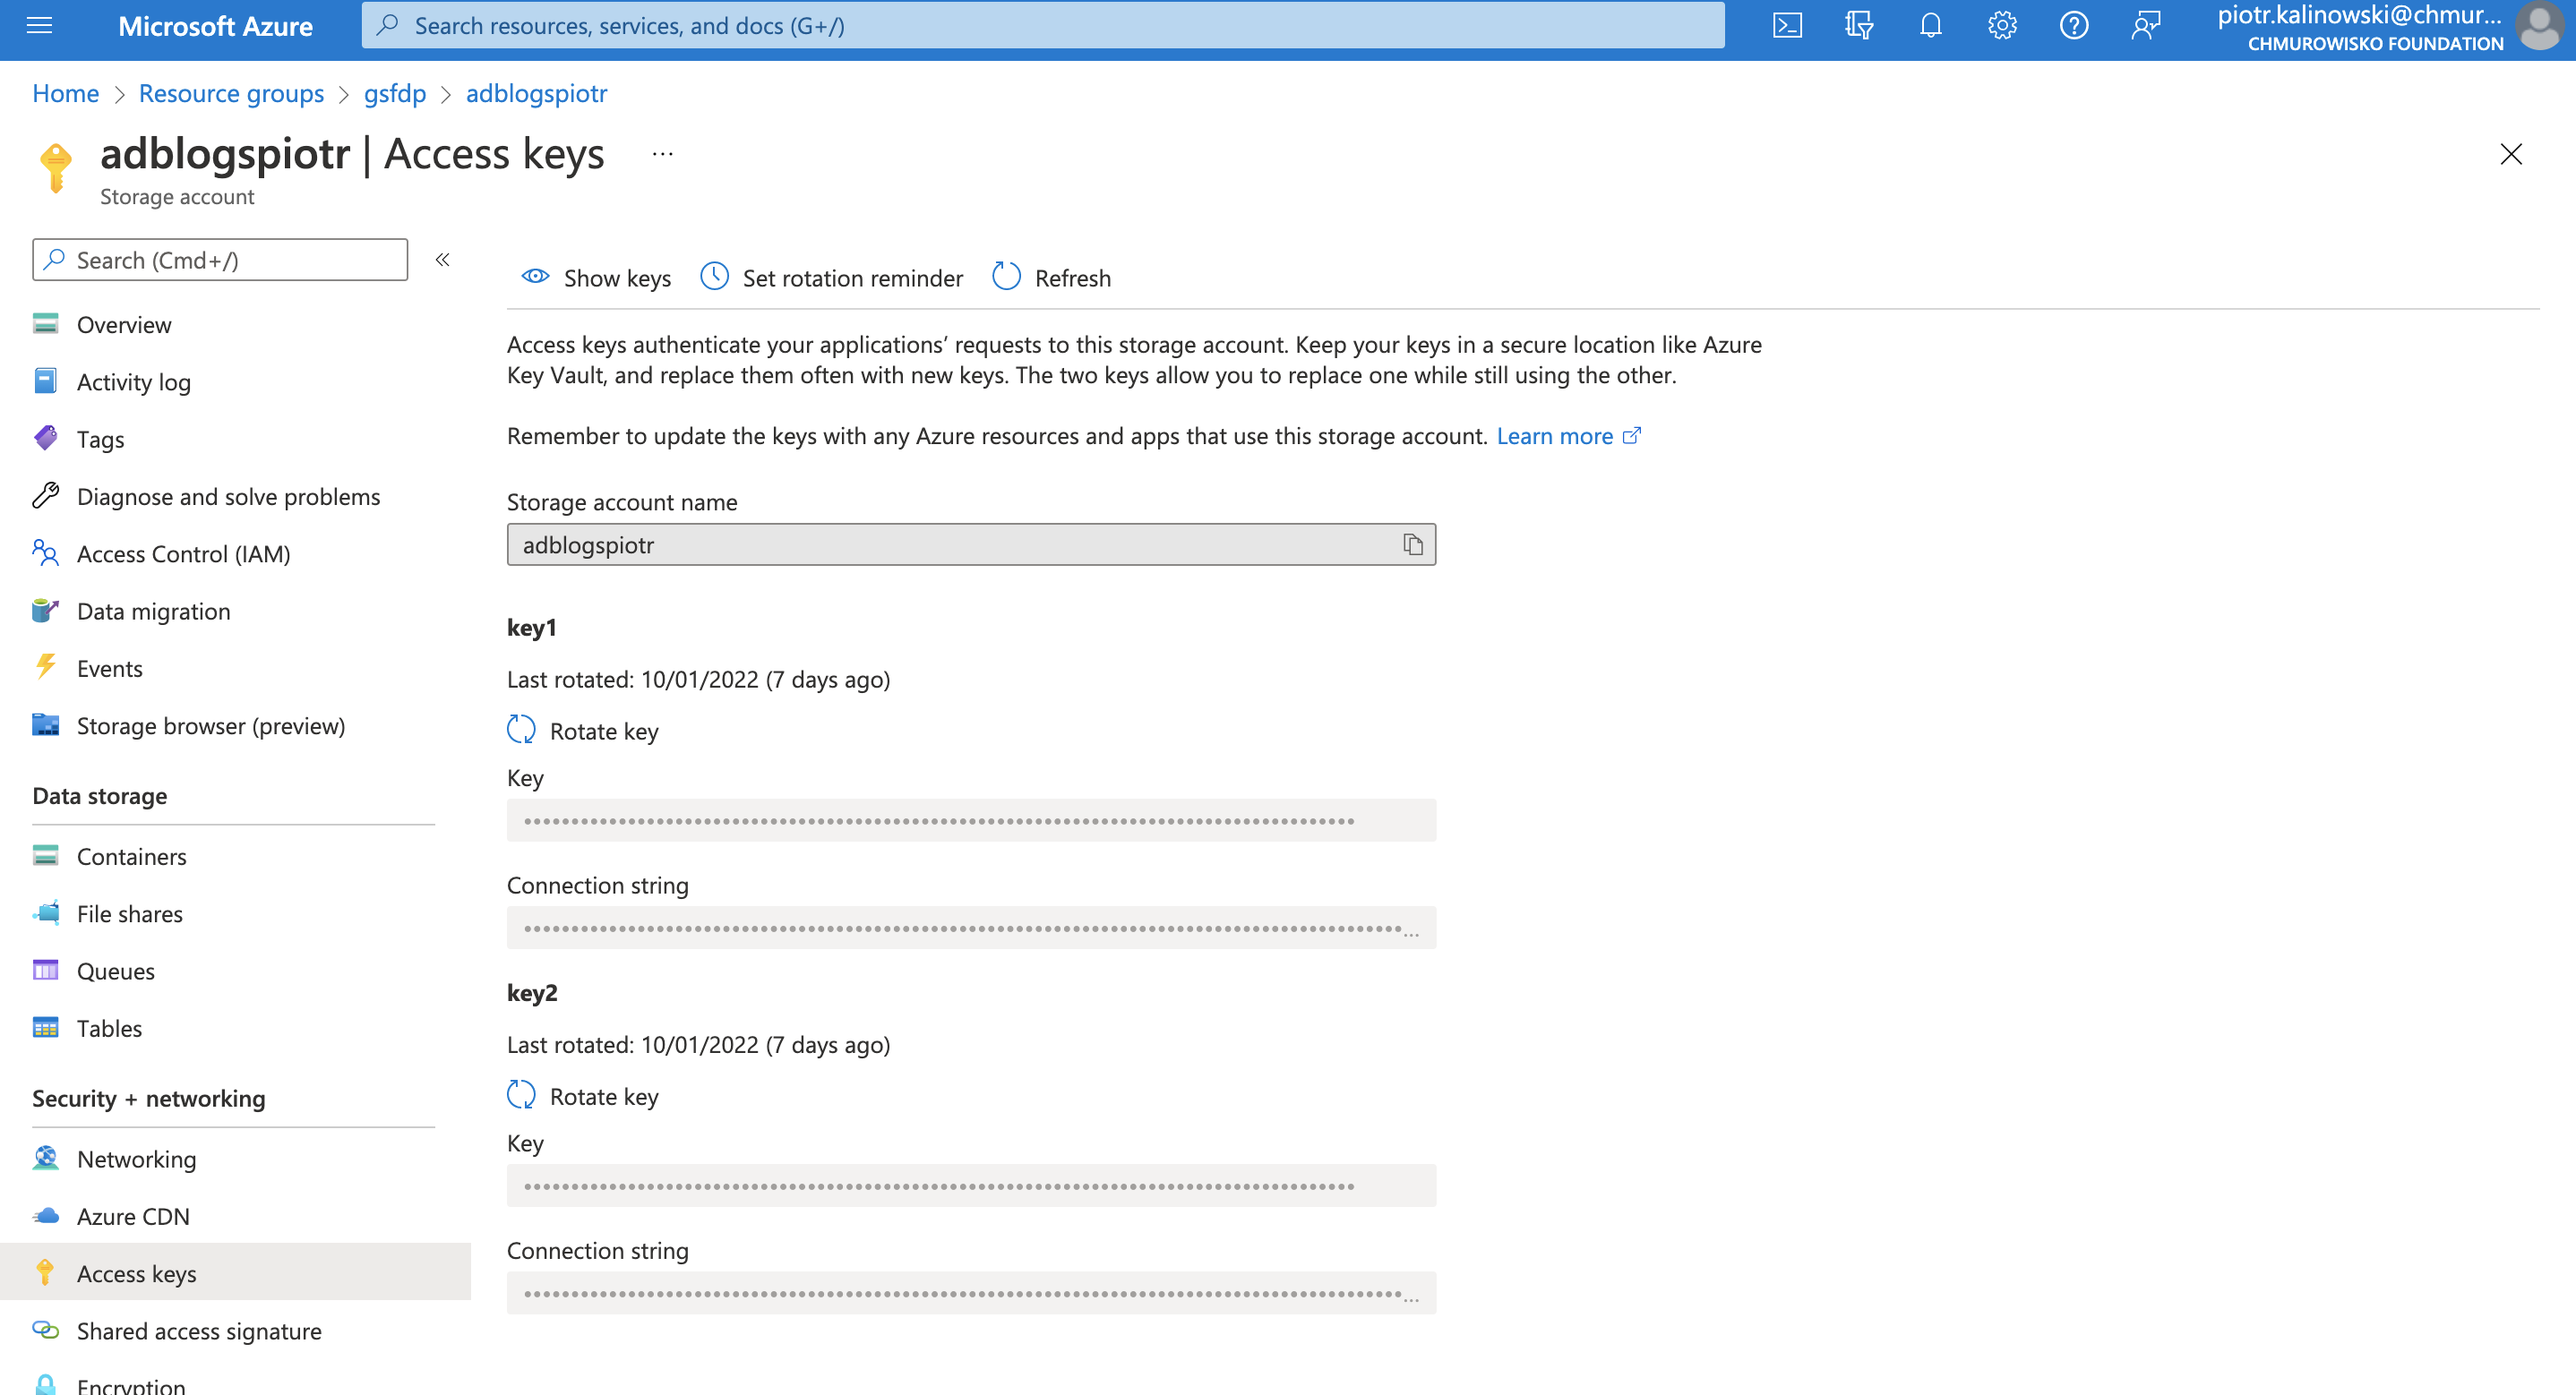 Microsoft Azure
Search resources, services, and docs (G+/)
piotr.kalinowski@chmur...
CHMUROWISKO FOUNDATION
Home > Resource groups > gsfdp > adblogspiotr
adblogspiotr | Access keys ...
Storage account
Search (Cmd+/)
«
Overview
Activity log
Tags
Diagnose and solve problems
Access Control (IAM)
Data migration
Events
Storage browser (preview)
Data storage
Containers
File shares
Queues
Tables
Security + networking
Networking
Azure CDN
Access keys
Shared access signature
Encryption
Show keys
Set rotation reminder
Refresh
Access keys authenticate your applications’ requests to this storage account. Keep your keys in a secure location like Azure
Key Vault, and replace them often with new keys. The two keys allow you to replace one while still using the other.
Remember to update the keys with any Azure resources and apps that use this storage account. Learn more
Storage account name
adblogspiotr
key1
Last rotated: 10/01/2022 (7 days ago)
Rotate key
Key
Connection string
key2
Last rotated: 10/01/2022 (7 days ago)
Rotate key
Key
Connection string